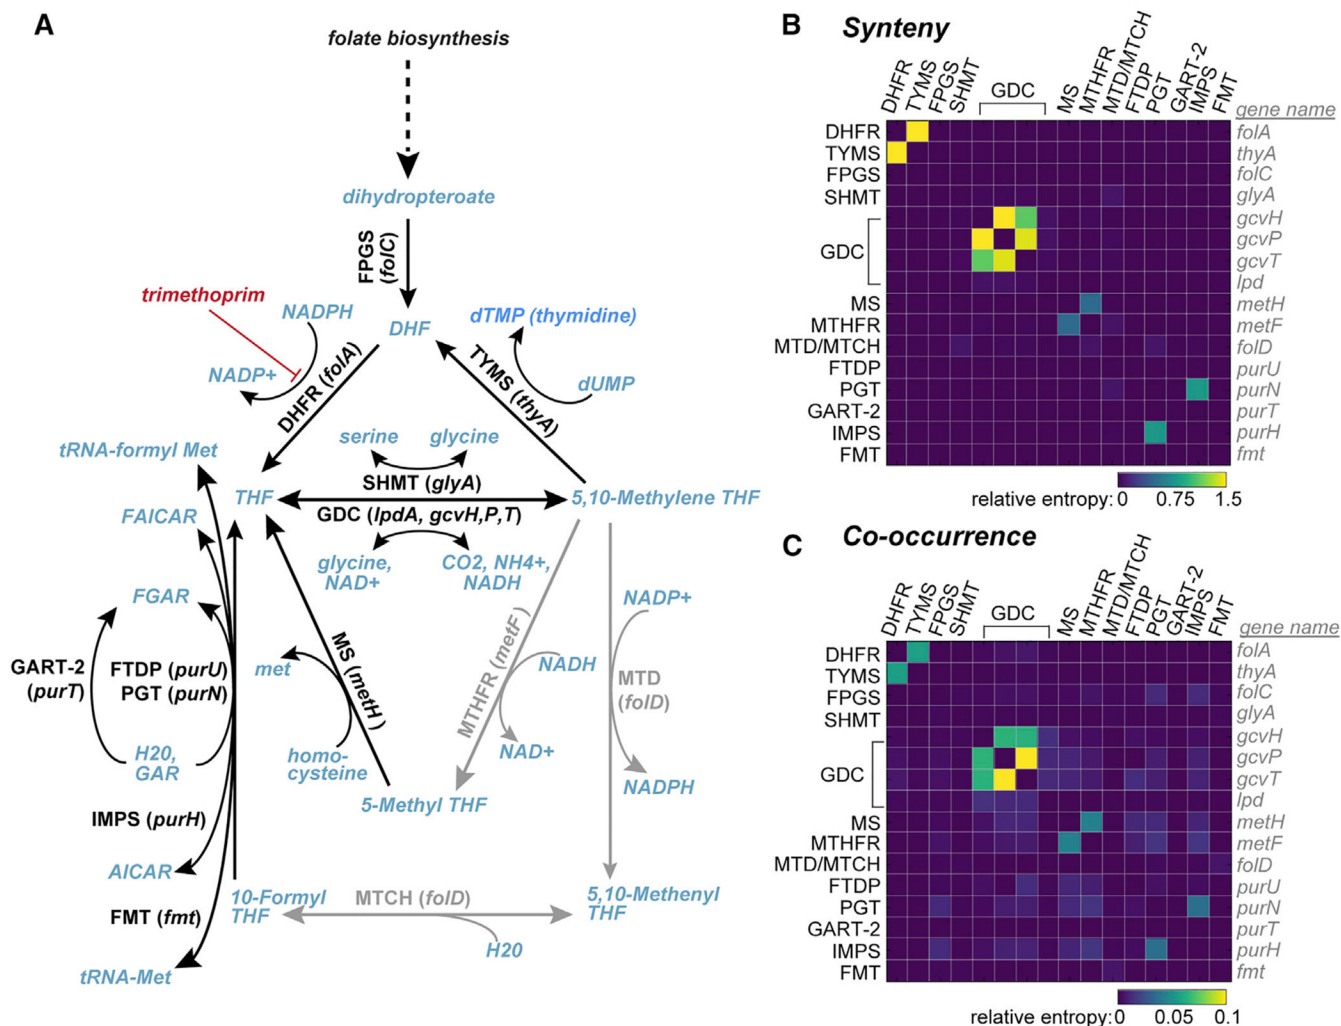 A
folate biosynthesis
dihydropteroate
FPGS
(folC)
trimethoprim
NADPH
NADP+
DHF
dTMP (thymidine)
dUMP
DHFR (folA)
TYMS (thyA)
tRNA-formyl Met
serine
glycine
SHMT (glyA)
THF
5,10-Methylene THF
GDC (lpdA, gcvH,P,T)
FAICAR
glycine,
NAD+
CO2, NH4+,
NADH
FGAR
NADP+
GART-2
(purT)
FTDP (purU)
PGT (purN)
met
MS (metH)
MTHFR (metF)
NADH
MTD
(folD)
H20,
GAR
homo-
cysteine
NAD+
NADPH
5-Methyl THF
IMPS (purH)
AICAR
10-Formyl
THF
MTCH (folD)
5,10-Methenyl
THF
FMT (fmt)
H20
tRNA-Met
B
Synteny
DHFR
TYMS
FPGS
SHMT
GDC
MS
MTHFR
MTD/MTCH
FTDP
PGT
GART-2
IMPS
FMT
gene name
DHFR folA
TYMS thyA
FPGS folC
SHMT glyA
GDC
gcvH
gcvP
gcvT
lpd
MS metH
MTHFR metF
MTD/MTCH folD
FTDP purU
PGT purN
GART-2 purT
IMPS purH
FMT fmt
relative entropy: 0 0.75 1.5
C
Co-occurrence
DHFR
TYMS
FPGS
SHMT
GDC
MS
MTHFR
MTD/MTCH
FTDP
PGT
GART-2
IMPS
FMT
gene name
DHFR folA
TYMS thyA
FPGS folC
SHMT glyA
GDC
gcvH
gcvP
gcvT
lpd
MS metH
MTHFR metF
MTD/MTCH folD
FTDP purU
PGT purN
GART-2 purT
IMPS purH
FMT fmt
relative entropy: 0 0.05 0.1